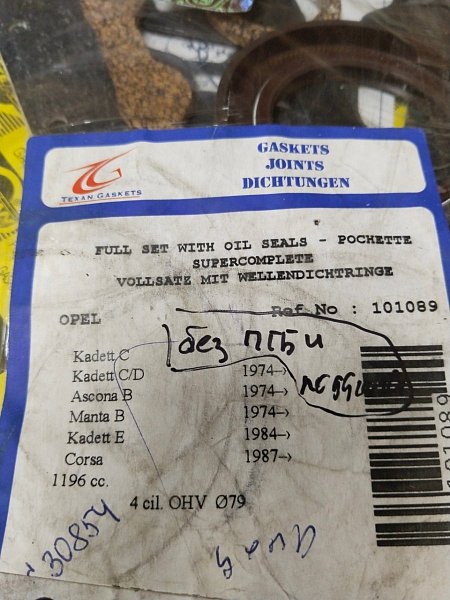 TEXAN GASKETS
GASKETS
JOINTS
DICHTUNGEN
FULL SET WITH OIL SEALS - POCHETTE
SUPERCOMPLETE
VOLLSATZ MIT WELLENDICHTRINGE
OPEL Ref No : 101089
без ПГБ и
Kadett C
Kadett C/D 1974→
Ascona B 1974→
Manta B 1974→
Kadett E 1984→
Corsa 1987→
1196 cc.
4 cil. OHV Ø79
101089
30854